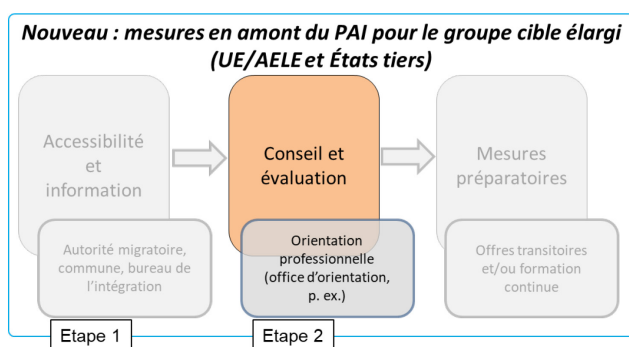 Nouveau : mesures en amont du PAI pour le groupe cible élargi
(UE/AELE et États tiers)
Accessibilité
et
information
Autorité migratoire,
commune, bureau de
l'intégration
Conseil et
évaluation
Orientation
professionnelle
(office d'orientation,
p. ex.)
Mesures
préparatoires
Offres transitoires
et/ou formation
continue
Etape 1
Etape 2